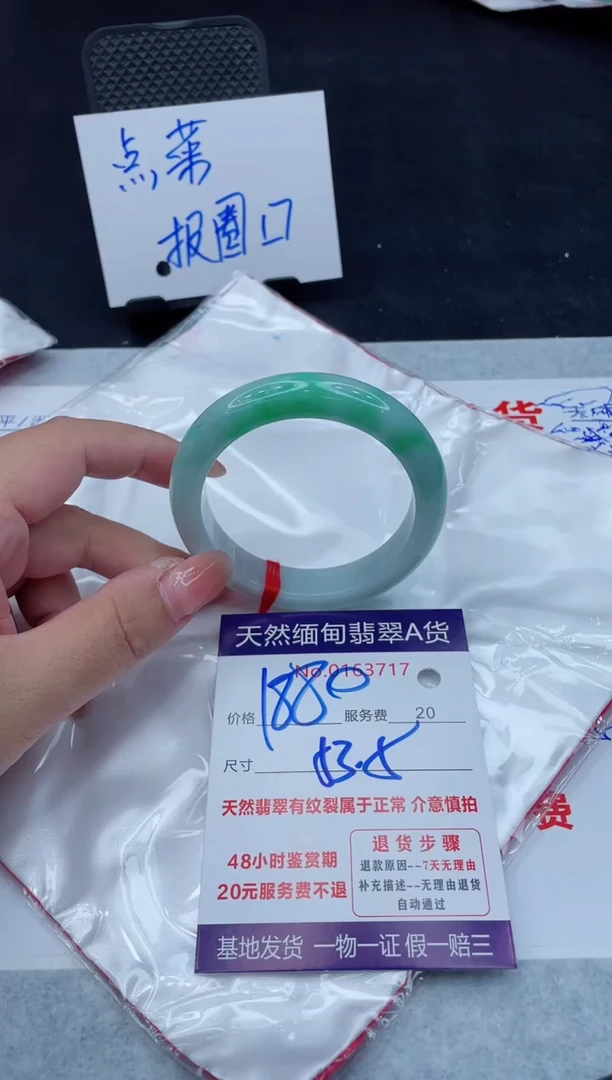 点菜
报圈口
货
天然缅甸翡翠A货
No.0163717
价格 1880 服务费 20
尺寸
天然翡翠有纹裂属于正常 介意慎拍
48小时鉴赏期
20元服务费不退
退货步骤
退款原因--7天无理由
补充描述--无理由退货
自动通过
基地发货 一物一证 假一赔三
费